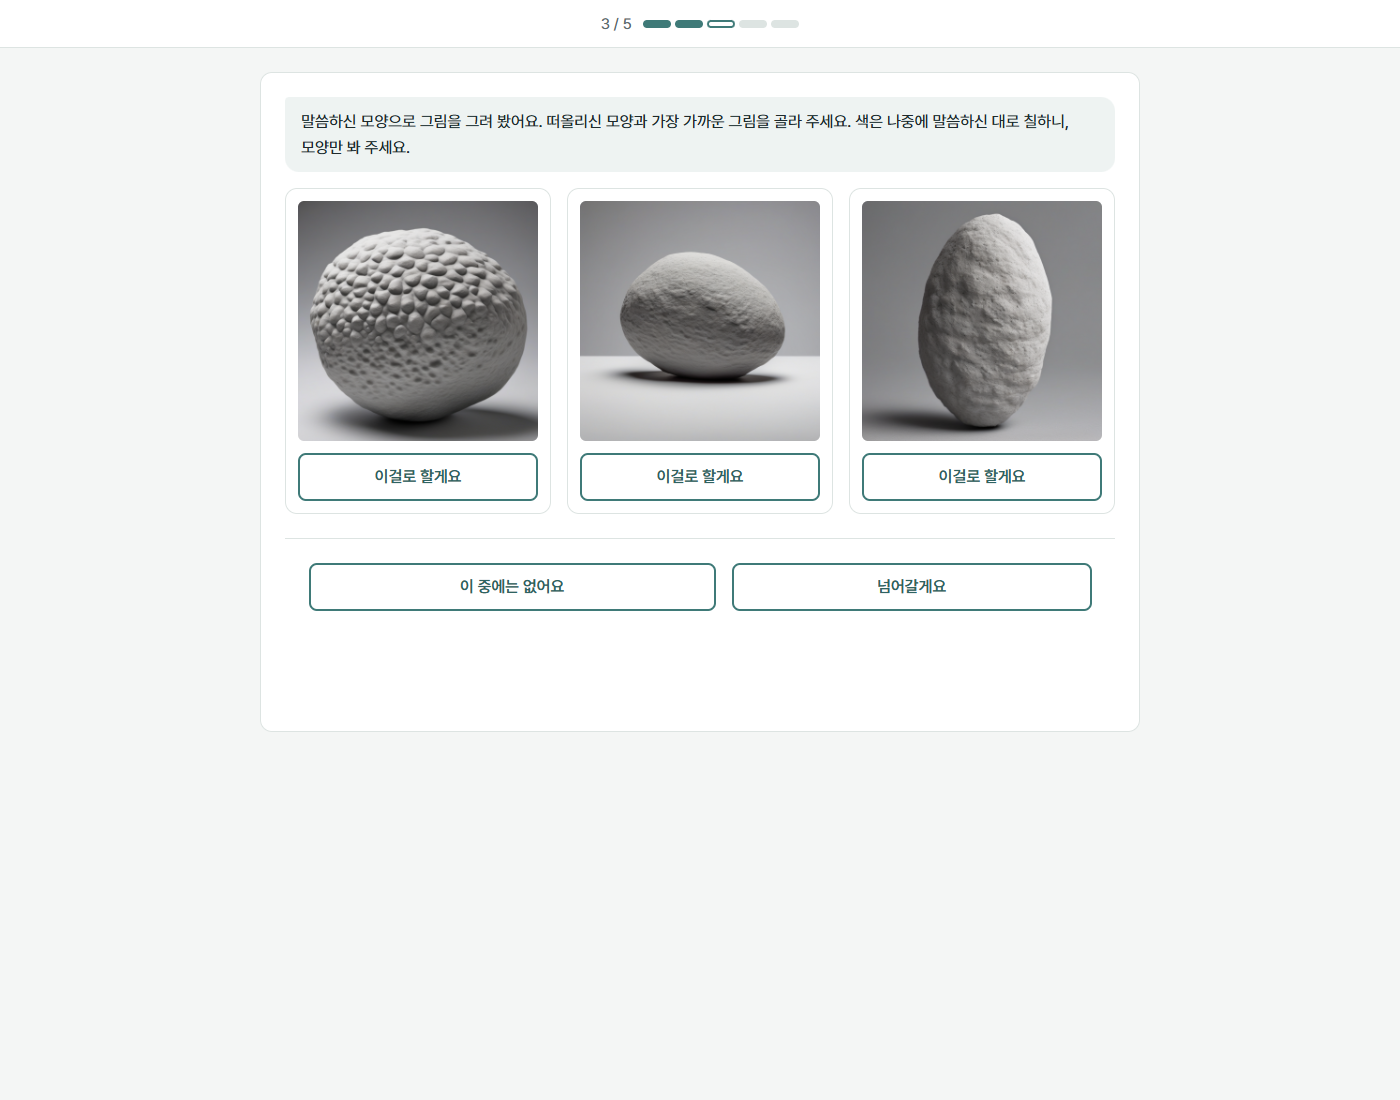 3 / 5
말씀하신 모양으로 그림을 그려 봤어요. 떠올리신 모양과 가장 가까운 그림을 골라 주세요. 색은 나중에 말씀하신 대로 칠하니,
모양만 봐 주세요.
이걸로 할게요
이걸로 할게요
이걸로 할게요
이 중에는 없어요
넘어갈게요